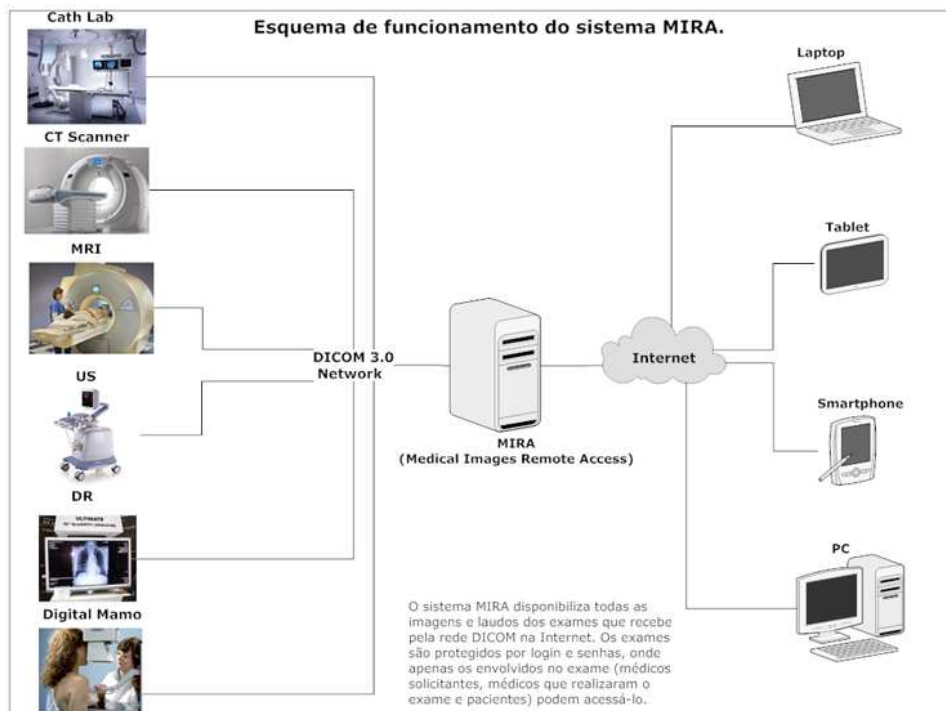 Esquema de funcionamento do sistema MIRA.
Cath Lab
CT Scanner
MRI
US
DR
ULTIMATE
Digital Mamo
DICOM 3.0
Network
MIRA
(Medical Images Remote Access)
Internet
Laptop
Tablet
Smartphone
PC
O sistema MIRA disponibiliza todas as
imagens e laudos dos exames que recebe
pela rede DICOM na Internet. Os exames
são protegidos por login e senhas, onde
apenas os envolvidos no exame (médicos
solicitantes, médicos que realizaram o
exame e pacientes) podem acessá-lo.